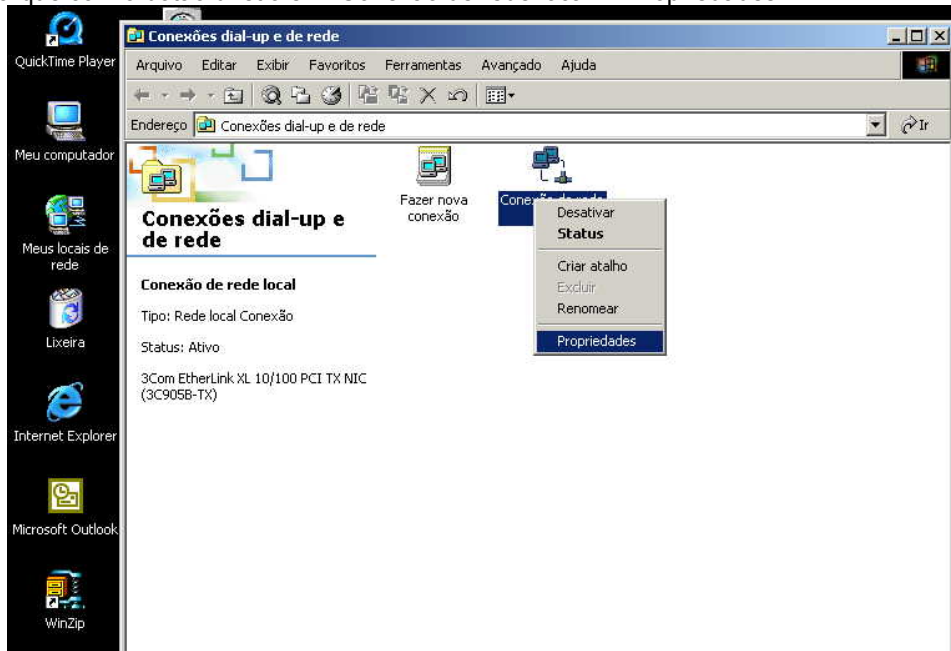 QuickTime Player
Meu computador
Meus locais de
rede
Lixeira
Internet Explorer
Microsoft Outlook
WinZip
Conexões dial-up e de rede
Arquivo Editar Exibir Favoritos Ferramentas Avançado Ajuda
Endereço Conexões dial-up e de rede Ir
Conexões dial-up e
de rede
Conexão de rede local
Tipo: Rede local Conexão
Status: Ativo
3Com EtherLink XL 10/100 PCI TX NIC
(3C905B-TX)
Fazer nova
conexão
Desativar
Status
Criar atalho
Excluir
Renomear
Propriedades